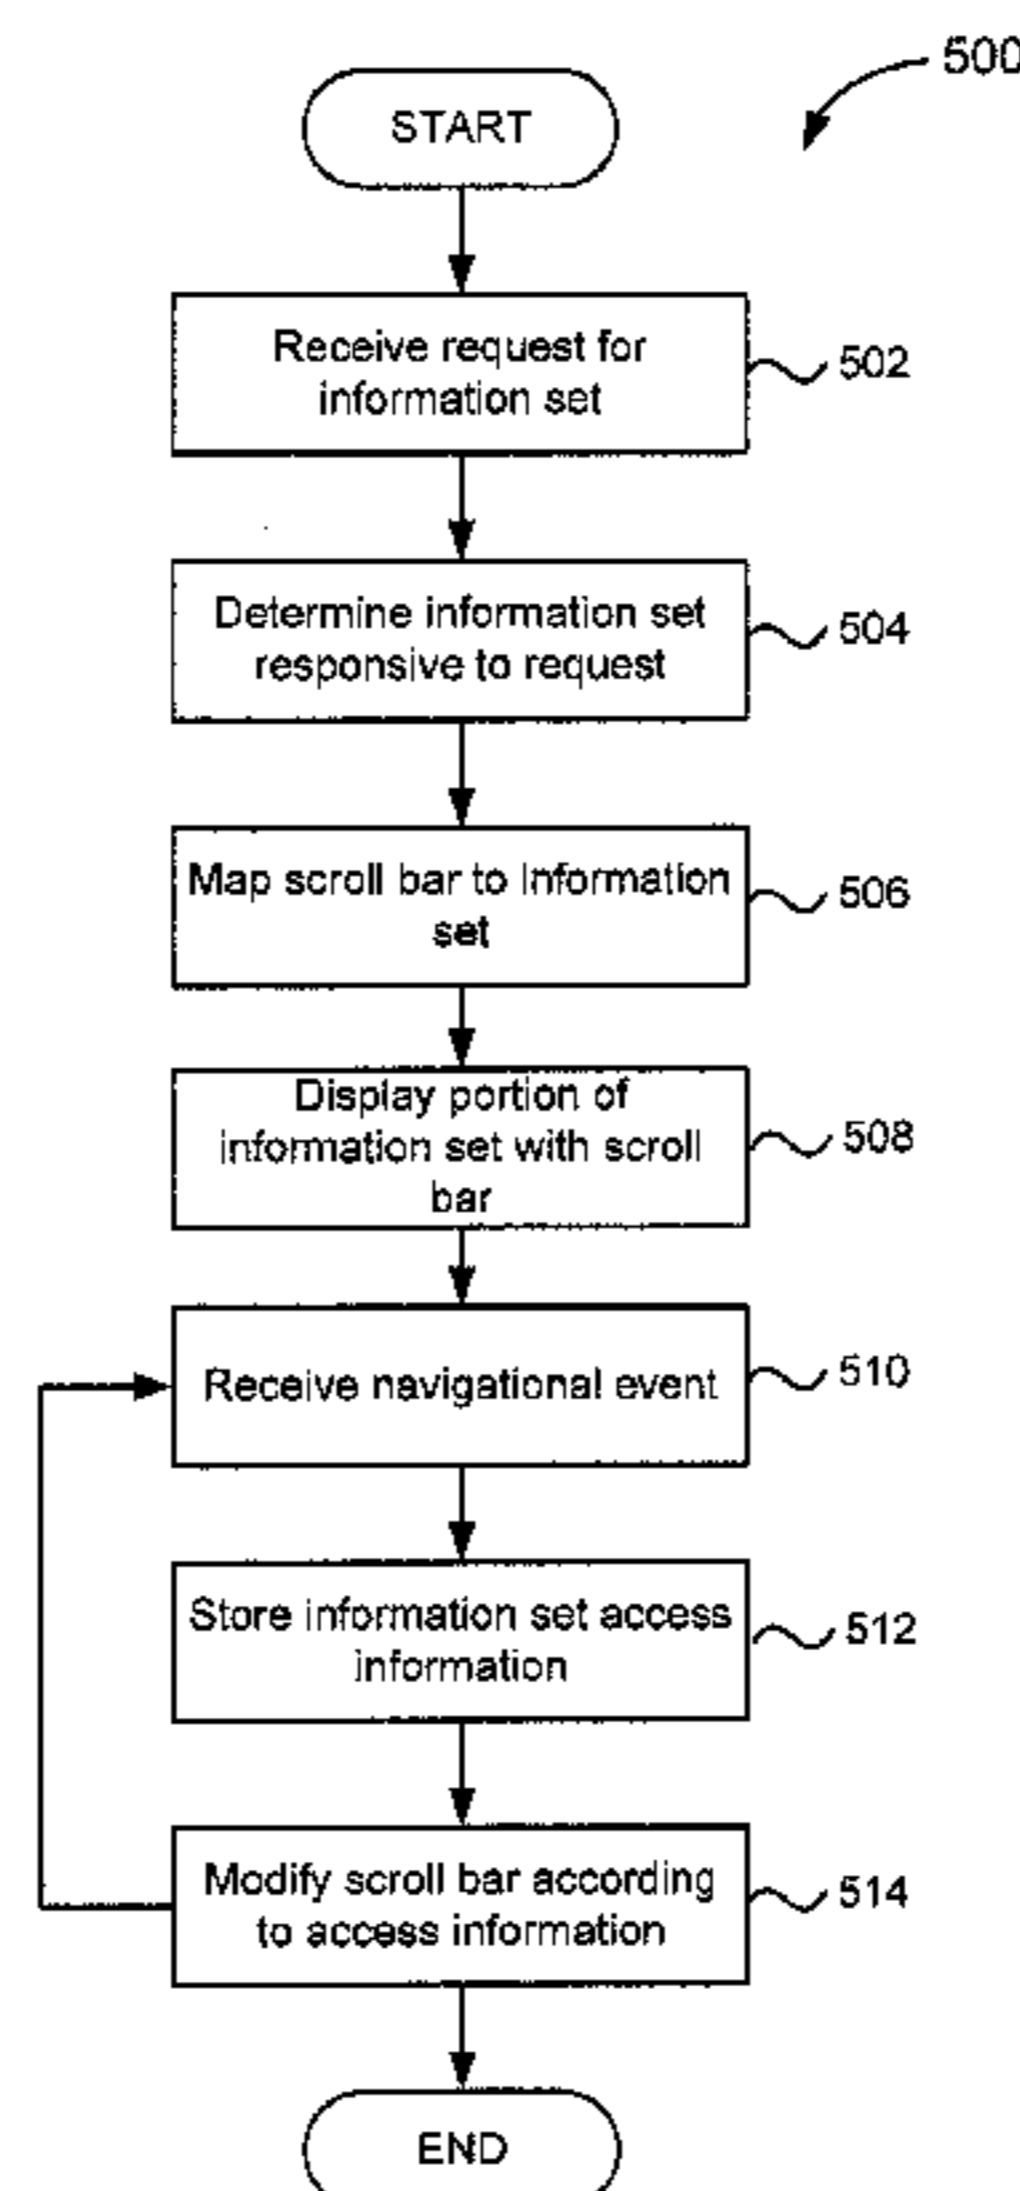 500
START
Receive request for
information set
502
Determine information set
responsive to request
504
Map scroll bar to Information
set
506
Display portion of
information set with scroll
bar
508
Receive navigational event
510
Store information set access
information
512
Modify scroll bar according
to access information
514
END